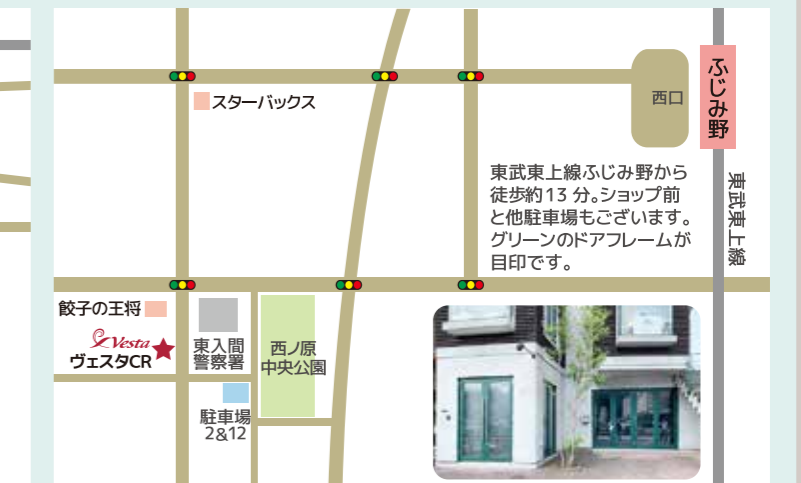 スターバックス
西口
ふじみ野
東武東上線
東武東上線ふじみ野から
徒歩約13 分。ショップ前
と他駐車場もございます。
グリーンのドアフレームが
目印です。
餃子の王将
Vesta
ヴェスタCR
東入間
警察署
西ノ原
中央公園
駐車場
2&12